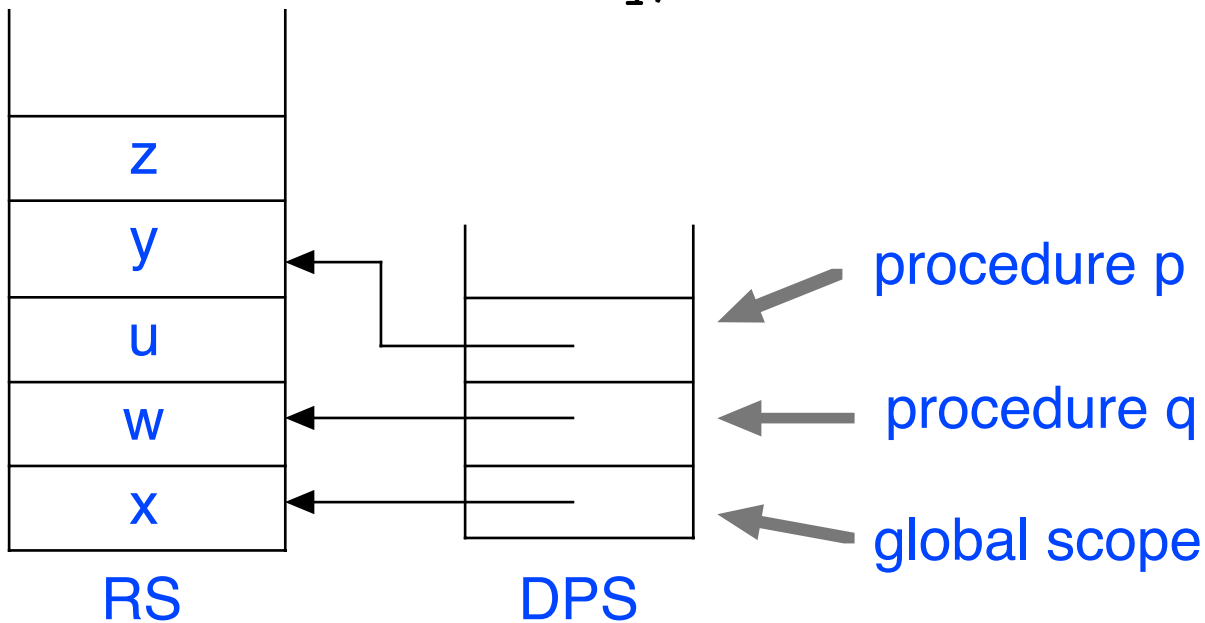 z
y
u
w
x
RS
DPS
procedure p
procedure q
global scope